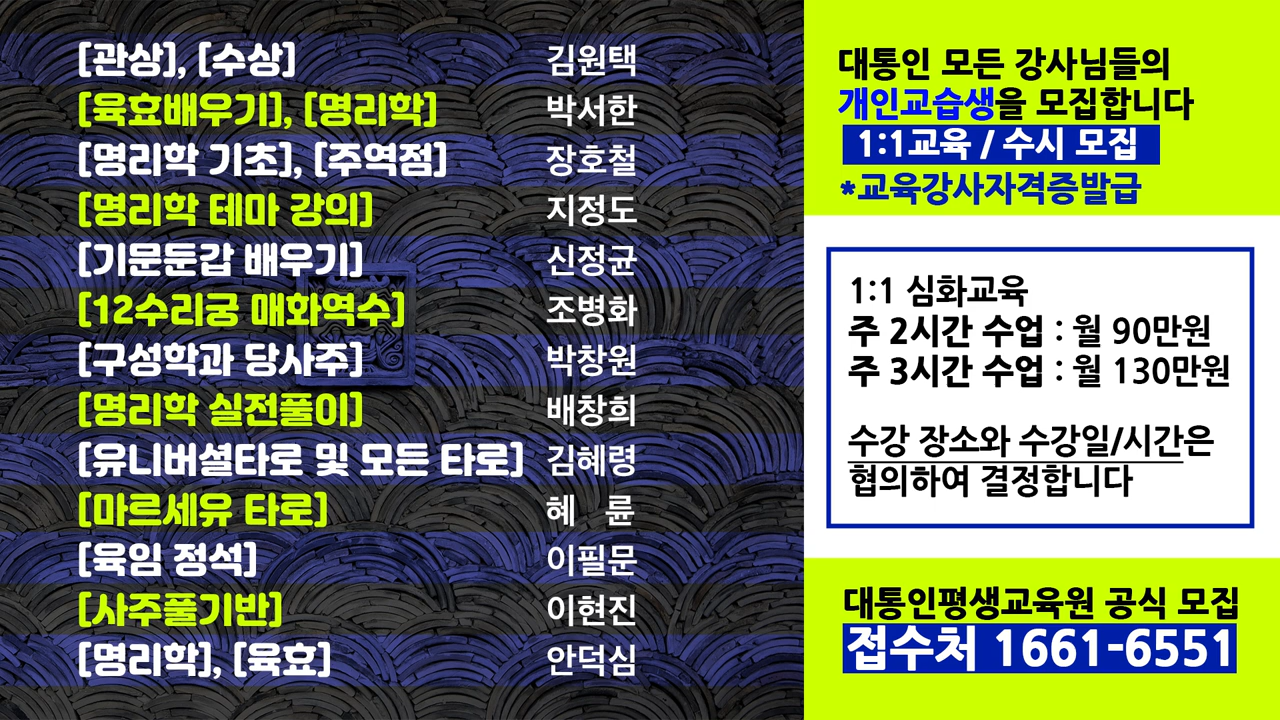 [관상], [수상] 김원택
[육효배우기], [명리학] 박서한
[명리학 기초], [주역점] 장호철
[명리학 테마 강의] 지정도
[기문둔갑 배우기] 신정균
[12수리궁 매화역수] 조병화
[구성학과 당사주] 박창원
[명리학 실전풀이] 배창희
[유니버셜타로 및 모든 타로] 김혜령
[마르세유 타로] 혜 륜
[육임 정석] 이필문
[사주풀기반] 이현진
[명리학], [육효] 안덕심
대통인 모든 강사님들의
개인교습생을 모집합니다
1:1교육 / 수시 모집
*교육강사자격증발급
1:1 심화교육
주 2시간 수업 : 월 90만원
주 3시간 수업 : 월 130만원
수강 장소와 수강일/시간은
협의하여 결정합니다
대통인평생교육원 공식 모집
접수처 1661-6551